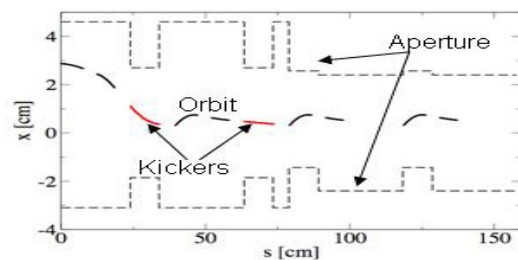 4
Aperture
2
Orbit
x [cm]
0
Kickers
-2
-4
0
50
100
150
s [cm]